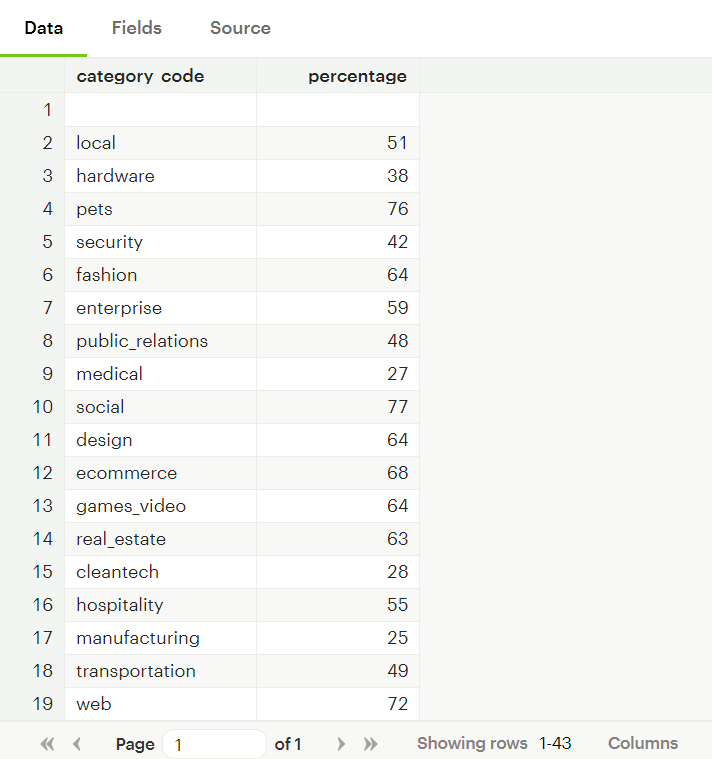 Data Fields Source
category_code percentage
1
2 local 51
3 hardware 38
4 pets 76
5 security 42
6 fashion 64
7 enterprise 59
8 public_relations 48
9 medical 27
10 social 77
11 design 64
12 ecommerce 68
13 games_video 64
14 real_estate 63
15 cleantech 28
16 hospitality 55
17 manufacturing 25
18 transportation 49
19 web 72
Page 1 of 1 Showing rows 1-43 Columns